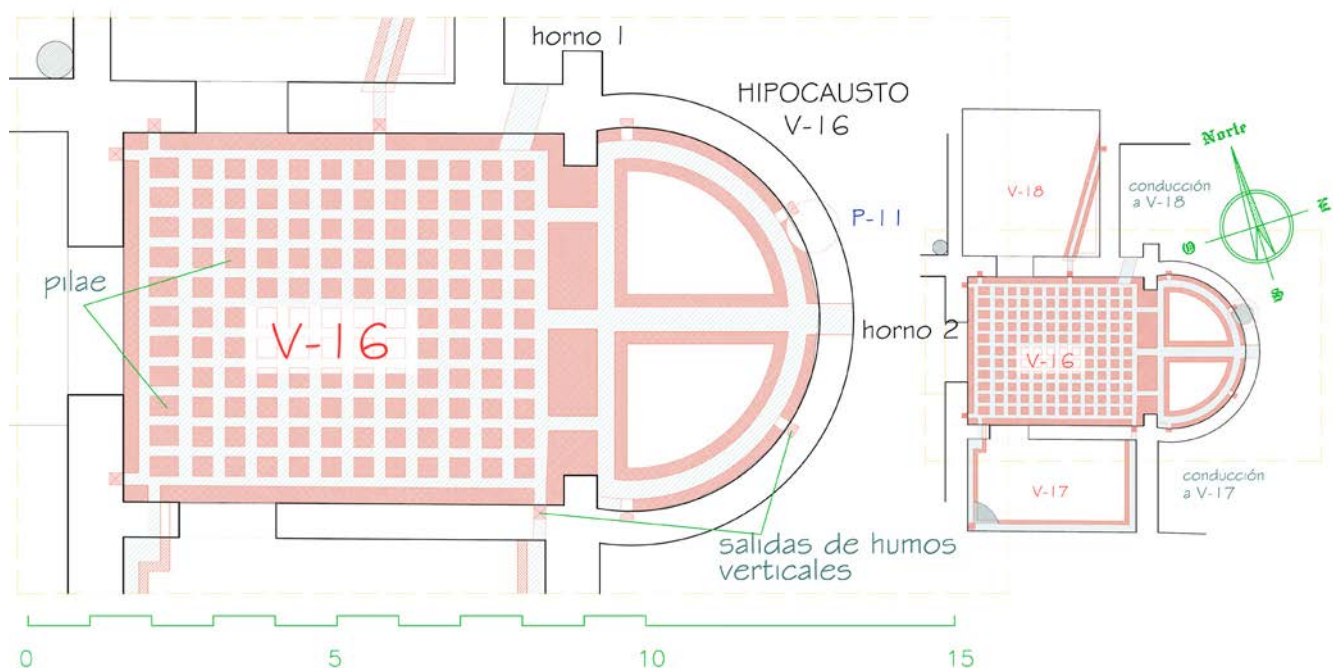 horno 1
HIPOCAUSTO
V-16
P-11
pilae
V-16
horno 2
salidas de humos
verticales
0
5
10
15
Norte
E
S
O
V-18
conducción
a V-18
V-16
V-17
conducción
a V-17